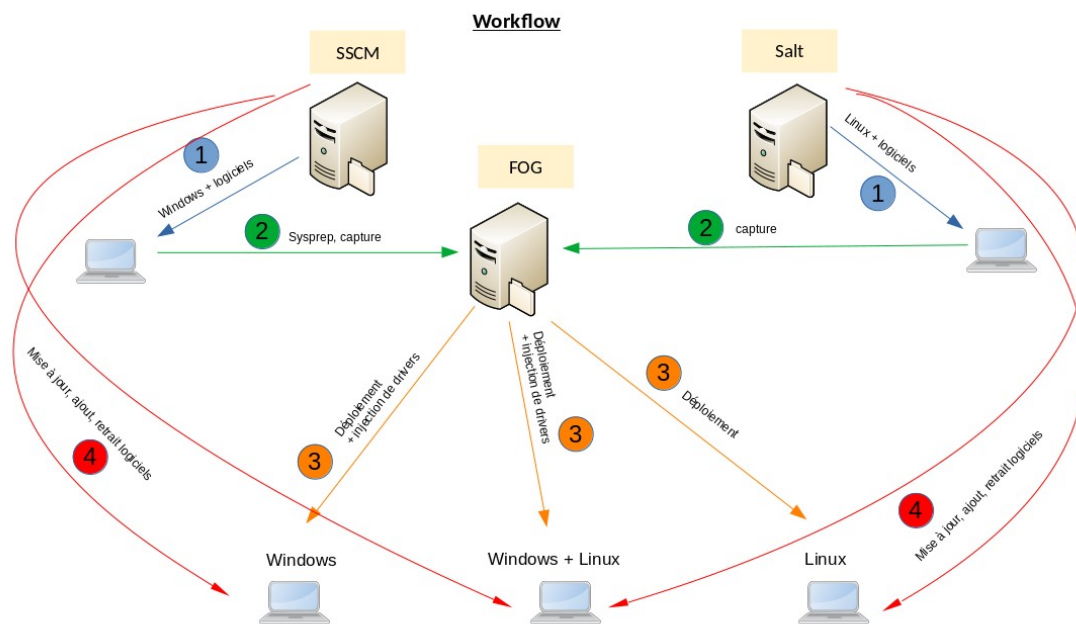 Workflow
SSCM
Salt
1
Windows + logiciels
Linux + logiciels
1
FOG
2
Sysprep, capture
2
capture
Mise à jour, ajout, retrait logiciels
4
Déploiement
+ injection de drivers
3
Déploiement
+ injection de drivers
3
3
Déploiement
4
Mise à jour, ajout, retrait logiciels
Windows
Windows + Linux
Linux